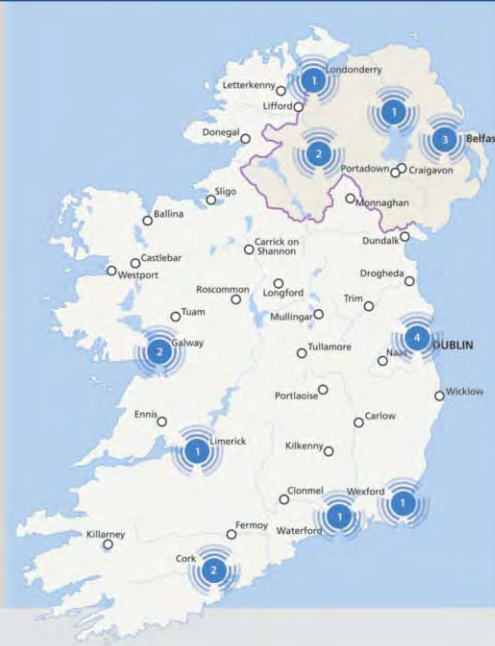 Londonderry
1
Letterkenny
Lifford
1
Donegal
3
Belfas
2
Portadown
Craigavon
Sligo
Monnaghan
Ballina
Dundalk
Carrick on
Shannon
Castlebar
Westport
Drogheda
Roscommon
Longford
Trim
Tuam
Mullingar
4
DUBLIN
Galway
2
Tullamore
Naas
Portlaoise
Wicklow
Ennis
Carlow
Limerick
1
Kilkenny
Clonmel
Wexford
1
1
Waterford
Fermoy
Killarney
Cork
2